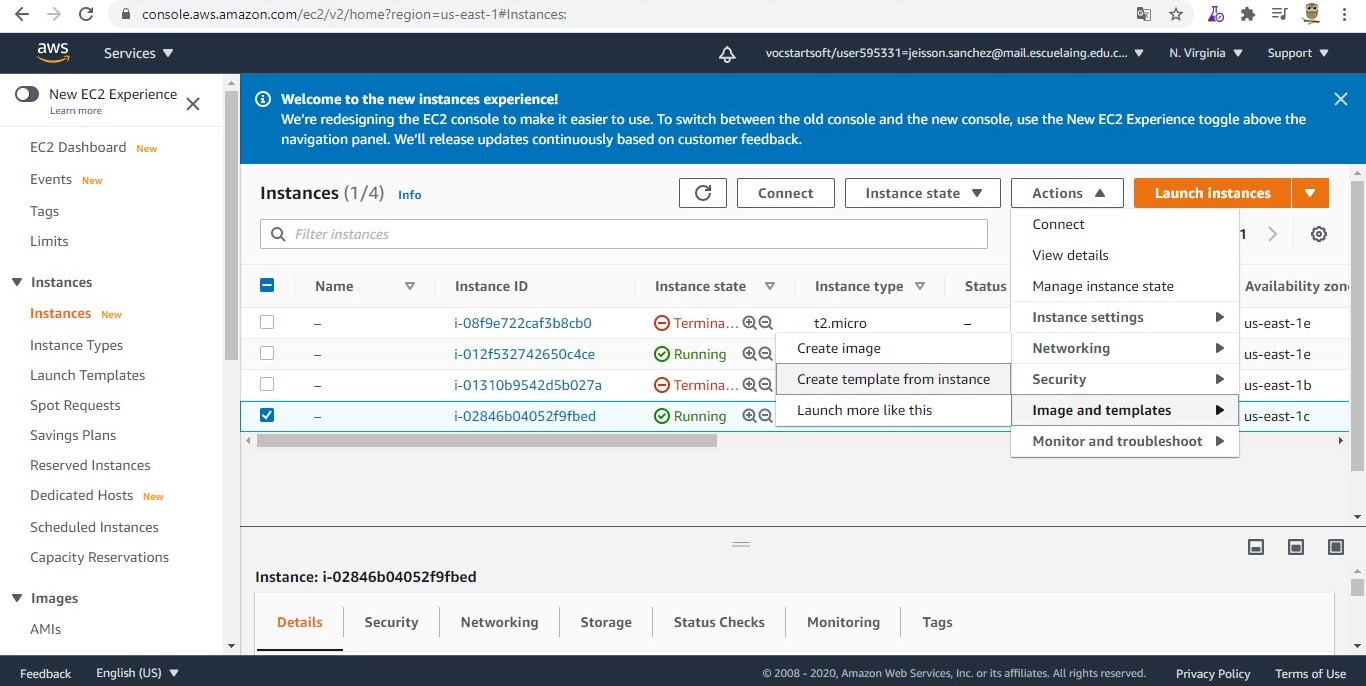 console.aws.amazon.com/ec2/v2/home?region=us-east-1#Instances:
aws Services vocstartsoft/user595331=jeisson.sanchez@mail.escuelaing.edu.c... N. Virginia Support
New EC2 Experience
Learn more
EC2 Dashboard New
Events New
Tags
Limits
Instances
Instances New
Instance Types
Launch Templates
Spot Requests
Savings Plans
Reserved Instances
Dedicated Hosts New
Scheduled Instances
Capacity Reservations
Images
AMIs
Welcome to the new instances experience!
We're redesigning the EC2 console to make it easier to use. To switch between the old console and the new console, use the New EC2 Experience toggle above the
navigation panel. We'll release updates continuously based on customer feedback.
Instances (1/4) Info Connect Instance state Actions Launch instances
Filter instances 1
Name Instance ID Instance state Instance type Status Availability zon
– i-08f9e722caf3b8cb0 Termina... t2.micro – us-east-1e
– i-012f532742650c4ce Running us-east-1e
– i-01310b9542d5b027a Termina... us-east-1b
– i-02846b04052f9fbed Running us-east-1c
Connect
View details
Manage instance state
Instance settings
Networking
Security
Image and templates
Monitor and troubleshoot
Create image
Create template from instance
Launch more like this
Instance: i-02846b04052f9fbed
Details Security Networking Storage Status Checks Monitoring Tags
Feedback English (US) © 2008 - 2020, Amazon Web Services, Inc. or its affiliates. All rights reserved. Privacy Policy Terms of Use